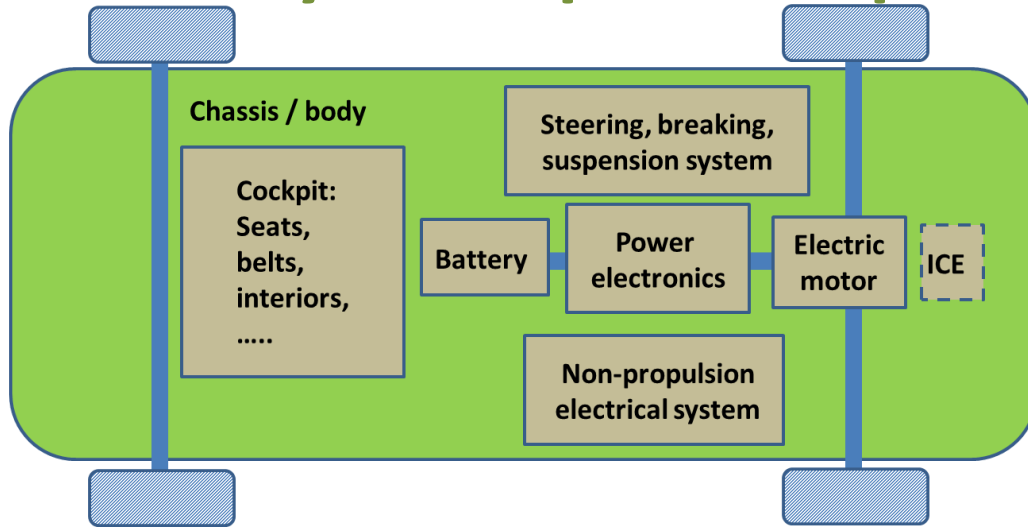 Chassis / body
Steering, breaking,
suspension system
Cockpit:
Seats,
belts,
interiors,
.....
Battery
Power
electronics
Electric
motor
ICE
Non-propulsion
electrical system